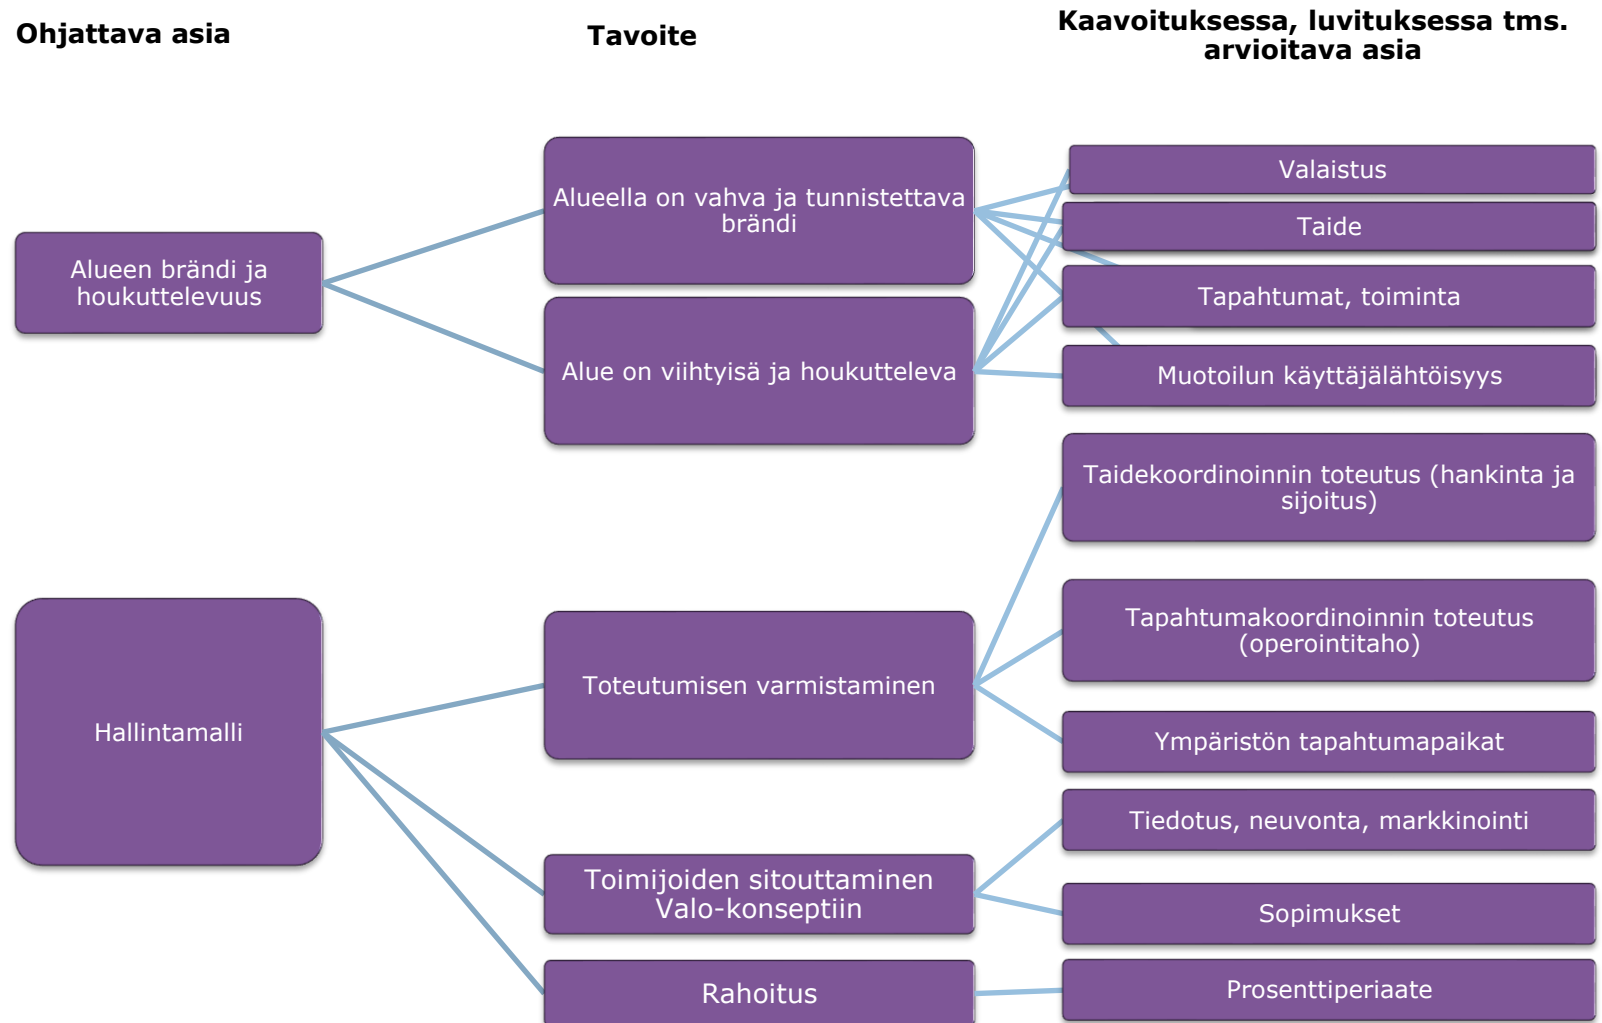 Ohjattava asia
Tavoite
Kaavoituksessa, luvituksessa tms.
arvioitava asia
Alueen brändi ja
houkuttelevuus
Alueella on vahva ja tunnistettava
brändi
Alue on viihtyisä ja houkutteleva
Valaistus
Taide
Tapahtumat, toiminta
Muotoilun käyttäjälähtöisyys
Hallintamalli
Toteutumisen varmistaminen
Taidekoordinoinnin toteutus (hankinta ja
sijoitus)
Tapahtumakoordinoinnin toteutus
(operointitaho)
Ympäristön tapahtumapaikat
Toimijoiden sitouttaminen
Valo-konseptiin
Tiedotus, neuvonta, markkinointi
Sopimukset
Rahoitus
Prosenttiperiaate